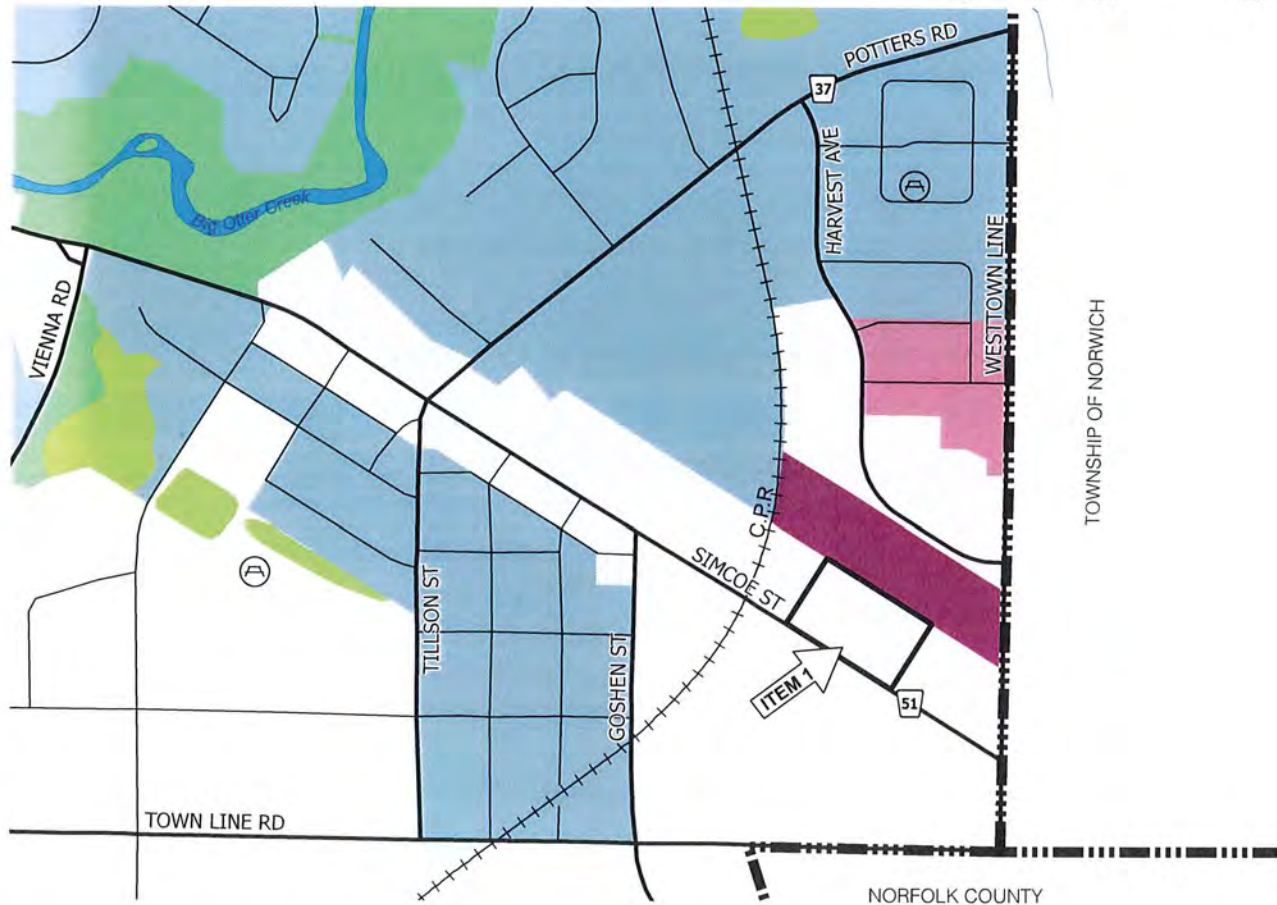 POTTERS RD
37
HARVEST AVE
Big Otter Creek
WESTTOWN LINE
VIENNA RD
TOWNSHIP OF NORWICH
C.P.R
SIMCOE ST
TILLSON ST
GOSHEN ST
ITEM 1
51
TOWN LINE RD
NORFOLK COUNTY